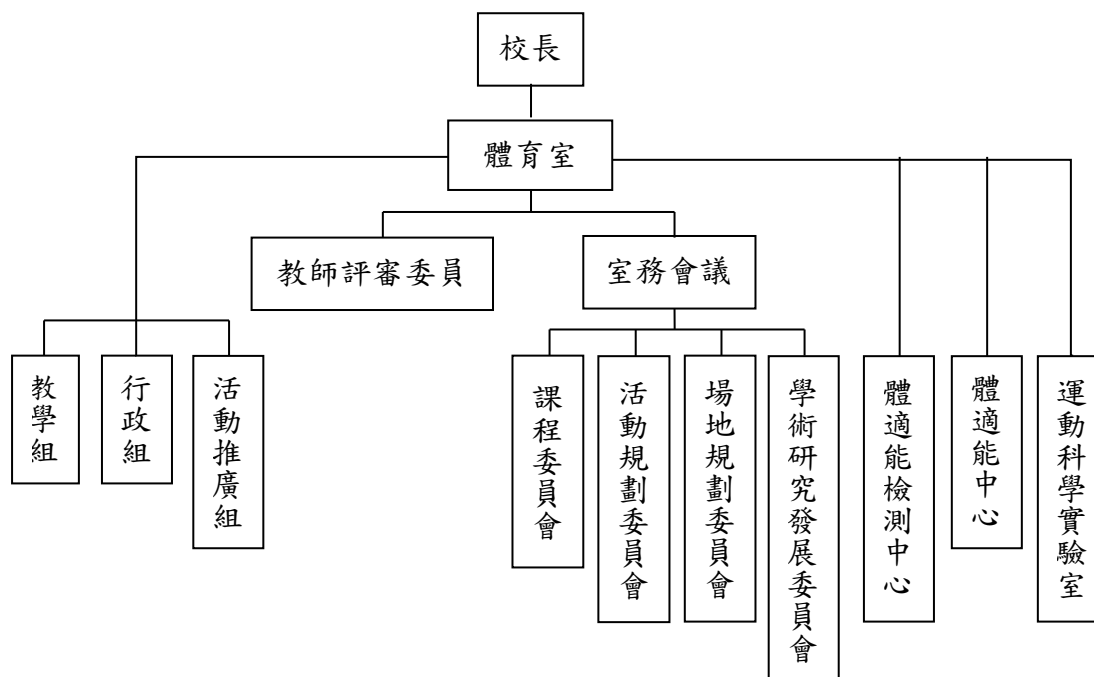 校長
體育室
教師評審委員
室務會議
教學組
行政組
活動推廣組
課程委員會
活動規劃委員會
場地規劃委員會
學術研究發展委員會
體適能檢測中心
體適能中心
運動科學實驗室